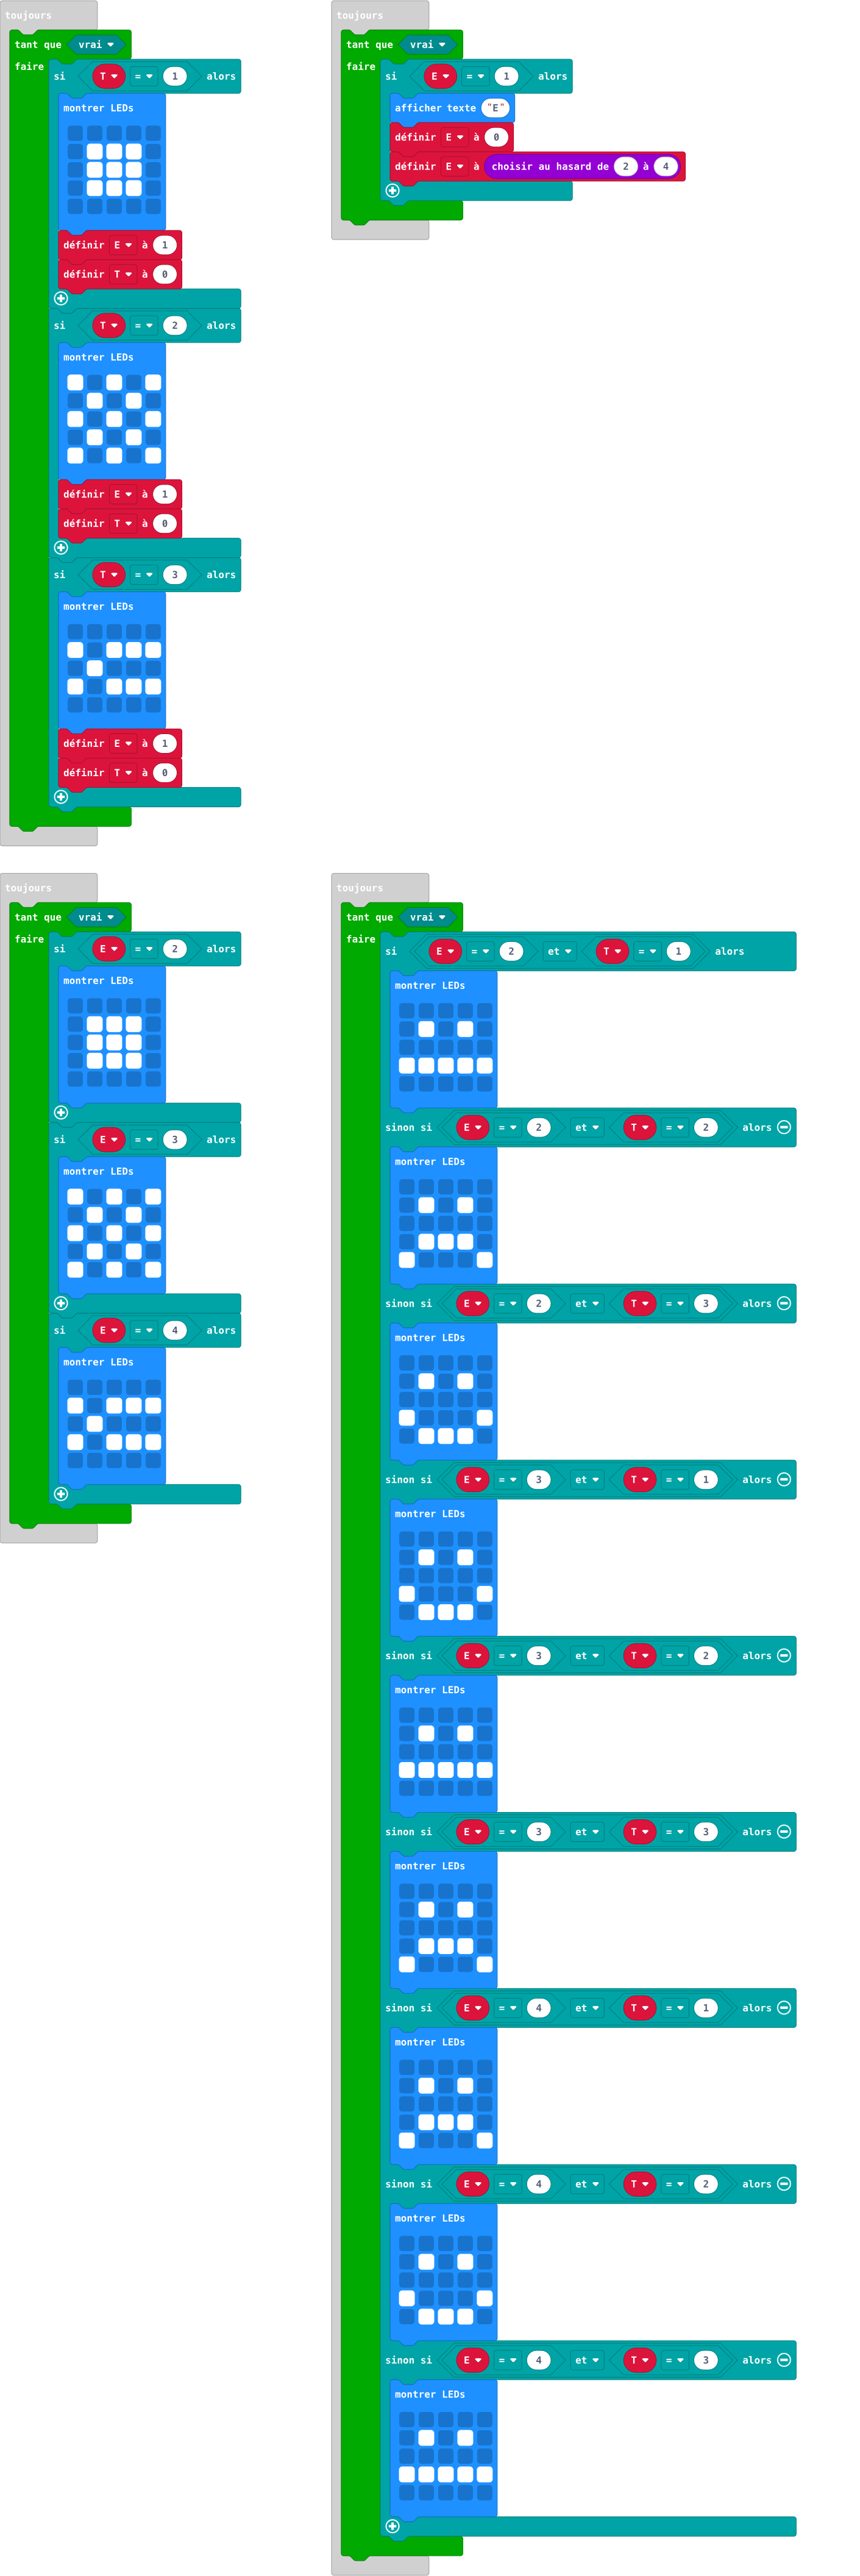 toujours
tant que vrai
faire
si T = 1 alors
montrer LEDs
définir E à 1
définir T à 0
si T = 2 alors
montrer LEDs
définir E à 1
définir T à 0
si T = 3 alors
montrer LEDs
définir E à 1
définir T à 0
toujours
tant que vrai
faire
si E = 1 alors
afficher texte "E"
définir E à 0
définir E à choisir au hasard de 2 à 4
toujours
tant que vrai
faire
si E = 2 alors
montrer LEDs
si E = 3 alors
montrer LEDs
si E = 4 alors
montrer LEDs
toujours
tant que vrai
faire
si E = 2 et T = 1 alors
montrer LEDs
sinon si E = 2 et T = 2 alors
montrer LEDs
sinon si E = 2 et T = 3 alors
montrer LEDs
sinon si E = 3 et T = 1 alors
montrer LEDs
sinon si E = 3 et T = 2 alors
montrer LEDs
sinon si E = 3 et T = 3 alors
montrer LEDs
sinon si E = 4 et T = 1 alors
montrer LEDs
sinon si E = 4 et T = 2 alors
montrer LEDs
sinon si E = 4 et T = 3 alors
montrer LEDs